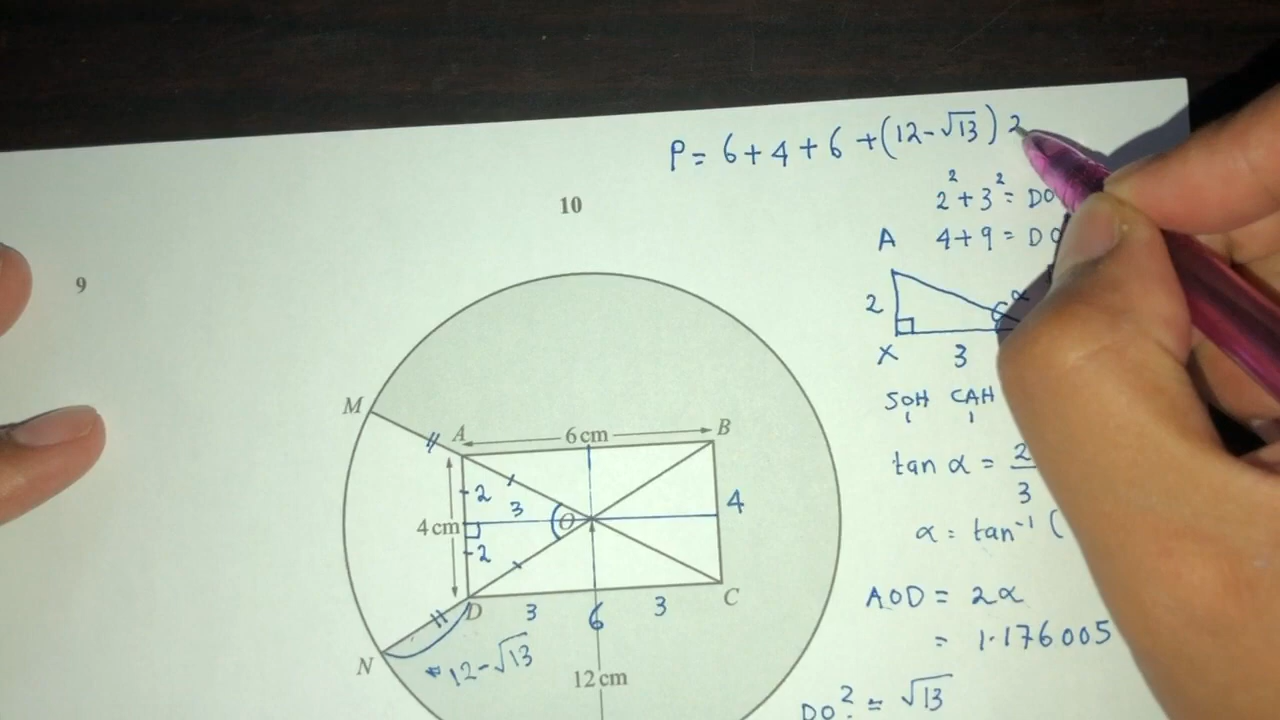 P = 6 + 4 + 6 + (12 - √13) 2
10
2² + 3² = DO
A 4 + 9 = DO
9
2
α
X 3
SOH CAH
M
A 6 cm B
tan α = 2/3
2
3
O
4
4 cm
2
α = tan⁻¹ (
D 3 6 3 C
AOD = 2α
= 1.176005
N
12 - √13
12 cm
DO² = √13